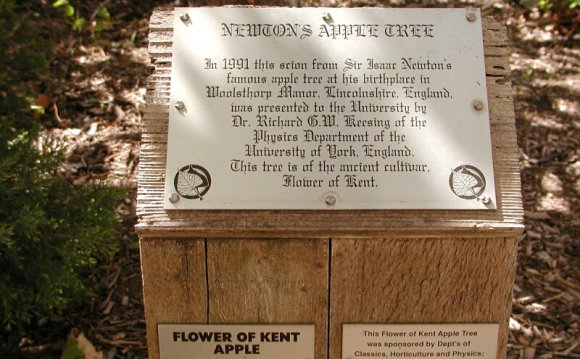 NEWTON'S APPLE TREE
In 1991 this scion from Sir Isaac Newton's
famous apple tree at his birthplace in
Woolsthorp Manor, Lincolnshire, England,
was presented to the University by
Dr. Richard G.W. Keesing of the
Physics Department of the
University of York, England.
This tree is of the ancient cultivar,
Flower of Kent.
FLOWER OF KENT
APPLE
This Flower of Kent Apple Tree
was sponsored by Dept's of
Classics, Horticulture and Physics;